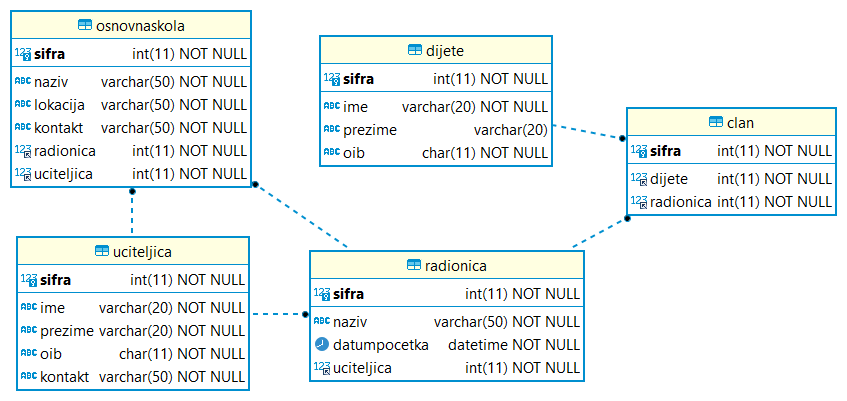 osnovnaskola
sifra int(11) NOT NULL
naziv varchar(50) NOT NULL
lokacija varchar(50) NOT NULL
kontakt varchar(50) NOT NULL
radionica int(11) NOT NULL
uciteljica int(11) NOT NULL
dijete
sifra int(11) NOT NULL
ime varchar(20) NOT NULL
prezime varchar(20)
oib char(11) NOT NULL
clan
sifra int(11) NOT NULL
dijete int(11) NOT NULL
radionica int(11) NOT NULL
uciteljica
sifra int(11) NOT NULL
ime varchar(20) NOT NULL
prezime varchar(20) NOT NULL
oib char(11) NOT NULL
kontakt varchar(50) NOT NULL
radionica
sifra int(11) NOT NULL
naziv varchar(50) NOT NULL
datumpocetka datetime NOT NULL
uciteljica int(11) NOT NULL